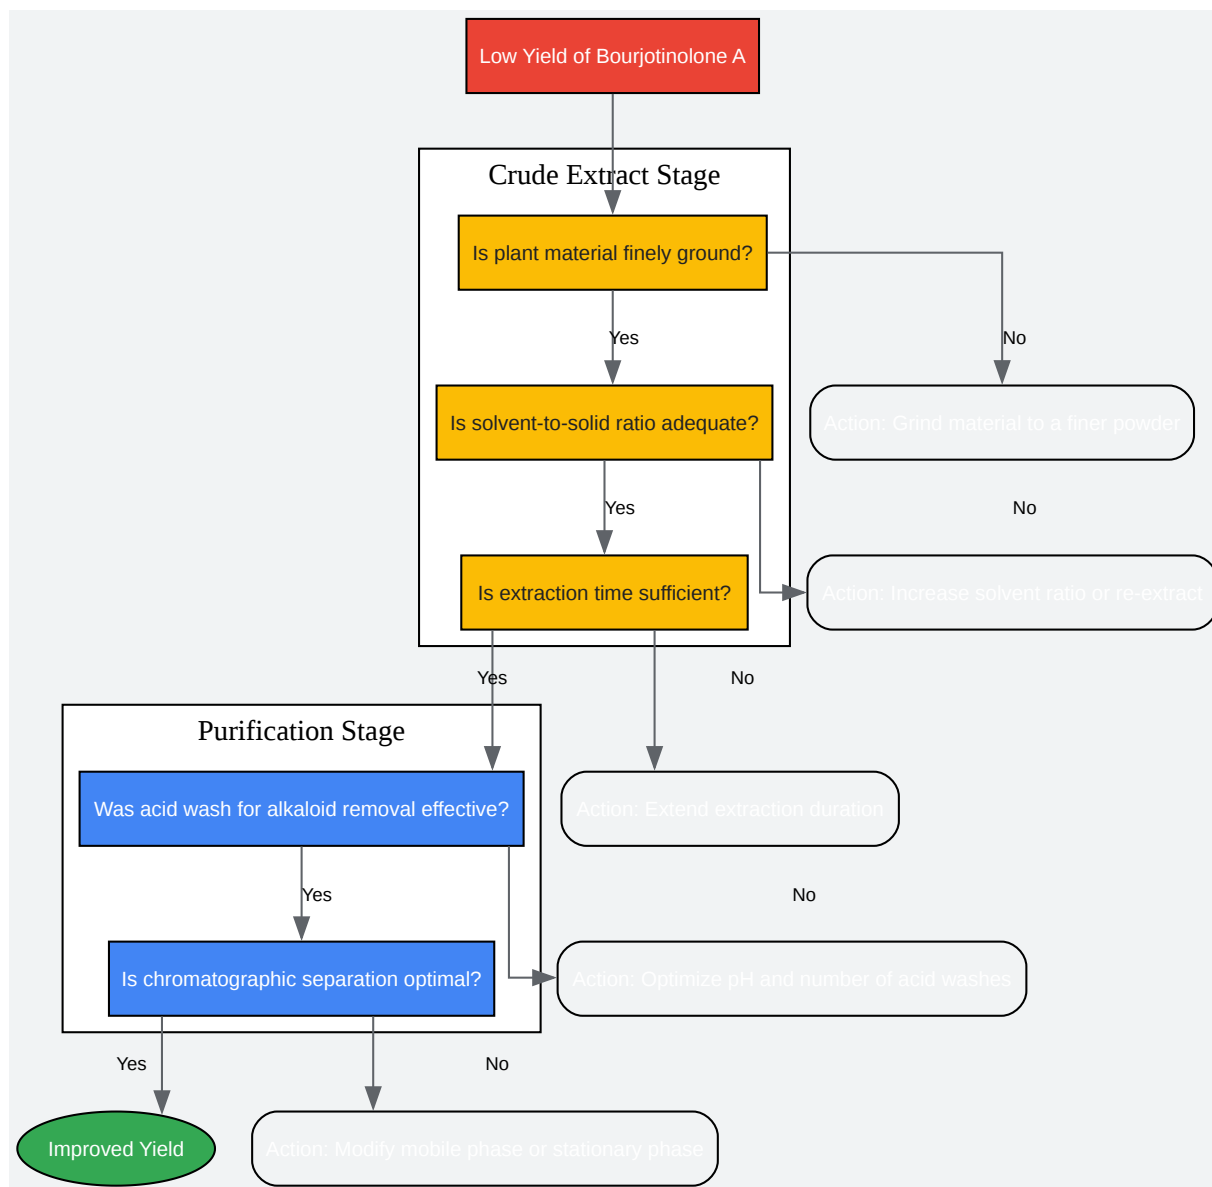 Low Yield of Bourjotinolone A
Crude Extract Stage
Is plant material finely ground?
Yes
No
Is solvent-to-solid ratio adequate?
Action: Grind material to a finer powder
Yes
No
Is extraction time sufficient?
Action: Increase solvent ratio or re-extract
Yes
No
Purification Stage
Was acid wash for alkaloid removal effective?
Action: Extend extraction duration
Yes
No
Is chromatographic separation optimal?
Action: Optimize pH and number of acid washes
Yes
No
Improved Yield
Action: Modify mobile phase or stationary phase